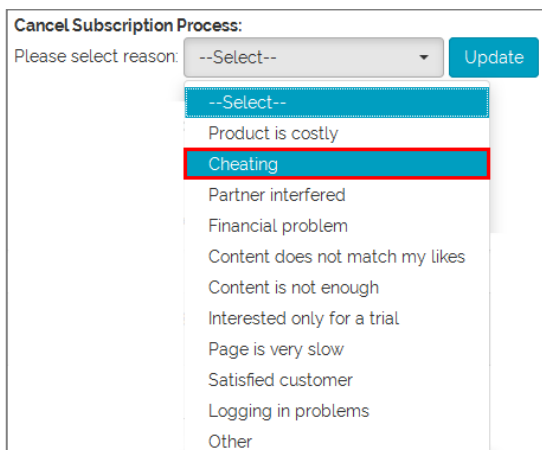 Cancel Subscription Process:
Please select reason: --Select-- Update
--Select--
Product is costly
Cheating
Partner interfered
Financial problem
Content does not match my likes
Content is not enough
Interested only for a trial
Page is very slow
Satisfied customer
Logging in problems
Other